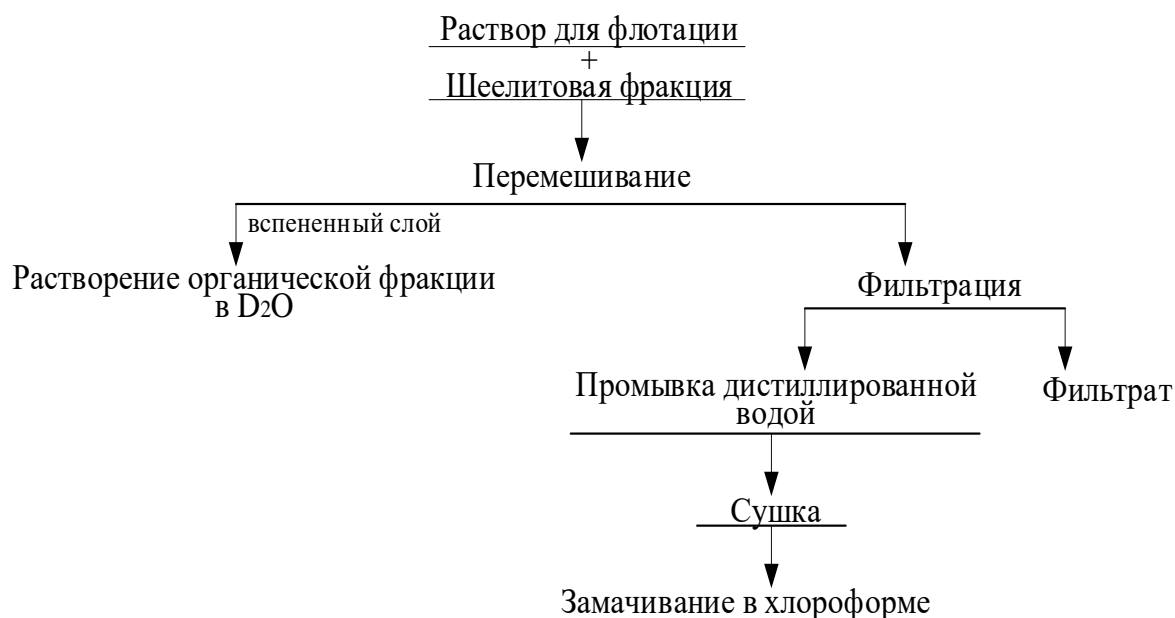 Раствор для флотации
+
Шеелитовая фракция
Перемешивание
вспененный слой
Растворение органической фракции
в D2O
Фильтрация
Промывка дистиллированной
водой
Фильтрат
Сушка
Замачивание в хлороформе